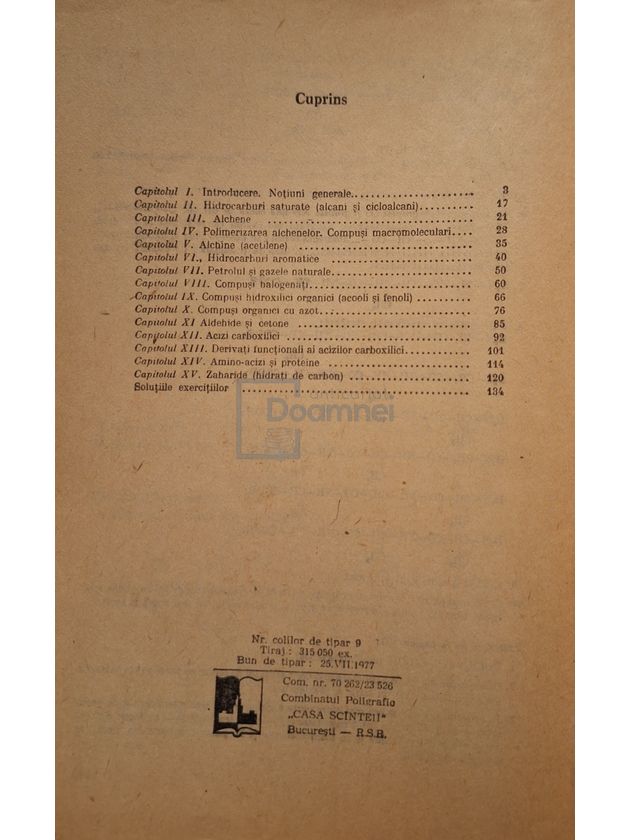 Cuprins
Capitolul I. Introducere. Noțiuni generale........................ 3
Capitolul II. Hidrocarburi saturate (alcani și cicloalcani).......... 17
Capitolul III. Alchene ........................ 21
Capitolul IV. Polimerizarea alchenelor. Compuși macromoleculari.... 28
Capitolul V. Alchine (acetilene) ........................ 35
Capitolul VI., Hidrocarburi aromatice ........................ 40
Capitolul VII. Petrolul și gazele naturale ........................ 50
Capitolul VIII. Compuși halogenați ........................ 60
Capitolul IX. Compuși hidroxilici organici (acooli și fenoli) ............ 66
Capitolul X. Compuși organici cu azot........................ 76
Capitolul XI Aldehide și cetone ........................ 85
Capitolul XII. Acizi carboxilici ........................ 92
Capitolul XIII. Derivați funcționali ai acizilor carboxilici............ 101
Capitolul XIV. Amino-acizi și proteine ........................ 114
Capitolul XV. Zaharide (hidrați de carbon) ........................ 120
Soluțiile exercițiilor ........................ 134
anticariat
Doamnei
Nr. colilor de tipar 9
Tiraj: 315 050 ex.
Bun de tipar: 25.VII.1977
Com. nr. 70 262/23 526
Combinatul Poligrafic
„CASA SCÎNTEII"
București — R.S.R.